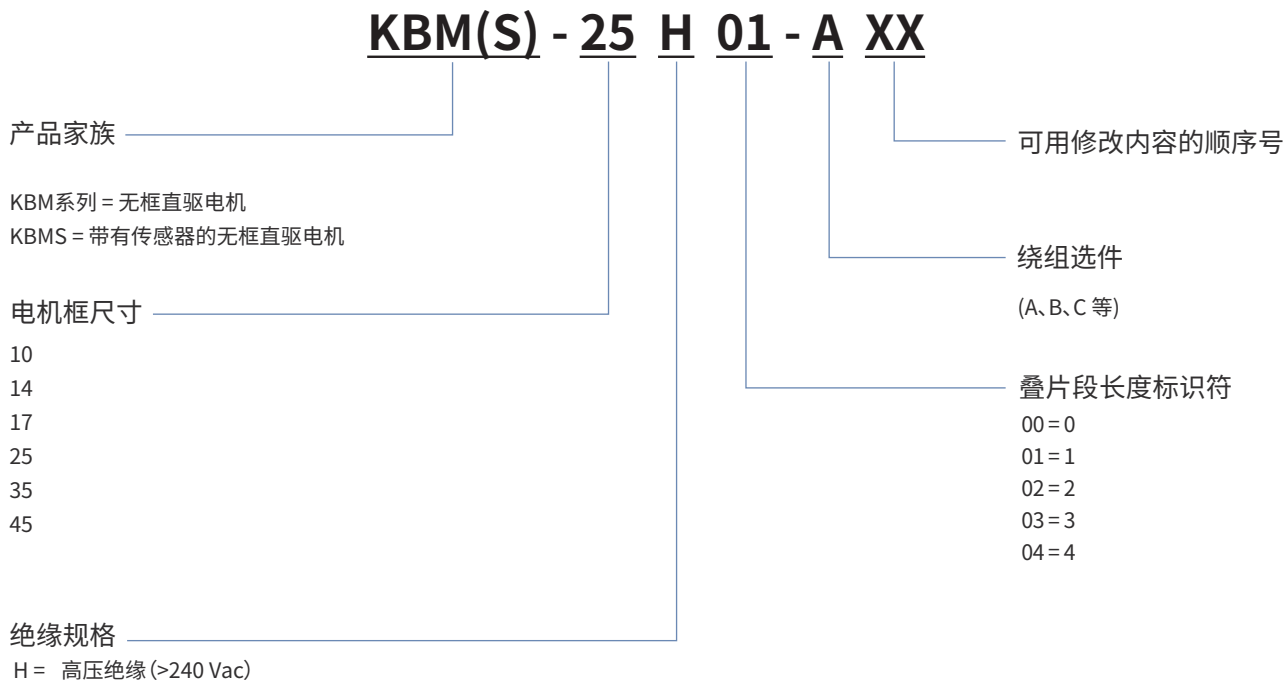 KBM(S) - 25 H 01 - A XX
产品家族
KBM系列 = 无框直驱电机
KBMS = 带有传感器的无框直驱电机
电机框尺寸
10
14
17
25
35
45
绝缘规格
H = 高压绝缘（>240 Vac）
可用修改内容的顺序号
绕组选件
(A、B、C 等)
叠片段长度标识符
00 = 0
01 = 1
02 = 2
03 = 3
04 = 4